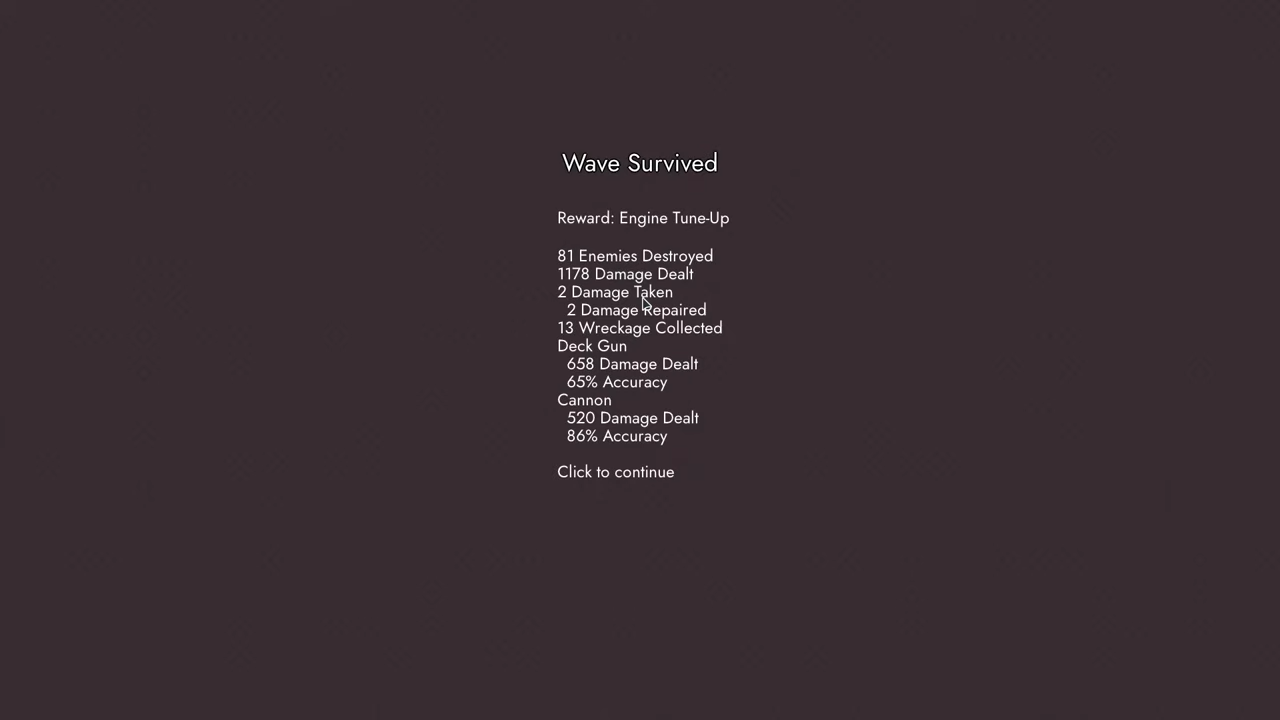 Wave Survived
Reward: Engine Tune-Up
81 Enemies Destroyed
1178 Damage Dealt
2 Damage Taken
2 Damage Repaired
13 Wreckage Collected
Deck Gun
658 Damage Dealt
65% Accuracy
Cannon
520 Damage Dealt
86% Accuracy
Click to continue